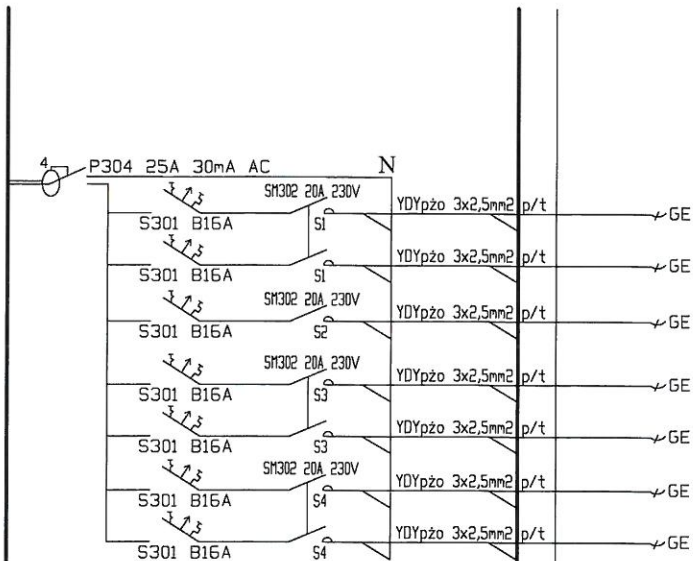 4 P304 25A 30mA AC N
SM302 20A 230V YDYpżo 3x2,5mm2 p/t
S301 B16A S1 GE
YDYpżo 3x2,5mm2 p/t
S301 B16A S1 GE
SM302 20A 230V YDYpżo 3x2,5mm2 p/t
S301 B16A S2 GE
SM302 20A 230V YDYpżo 3x2,5mm2 p/t
S301 B16A S3 GE
YDYpżo 3x2,5mm2 p/t
S301 B16A S3 GE
SM302 20A 230V YDYpżo 3x2,5mm2 p/t
S301 B16A S4 GE
YDYpżo 3x2,5mm2 p/t
S301 B16A S4 GE